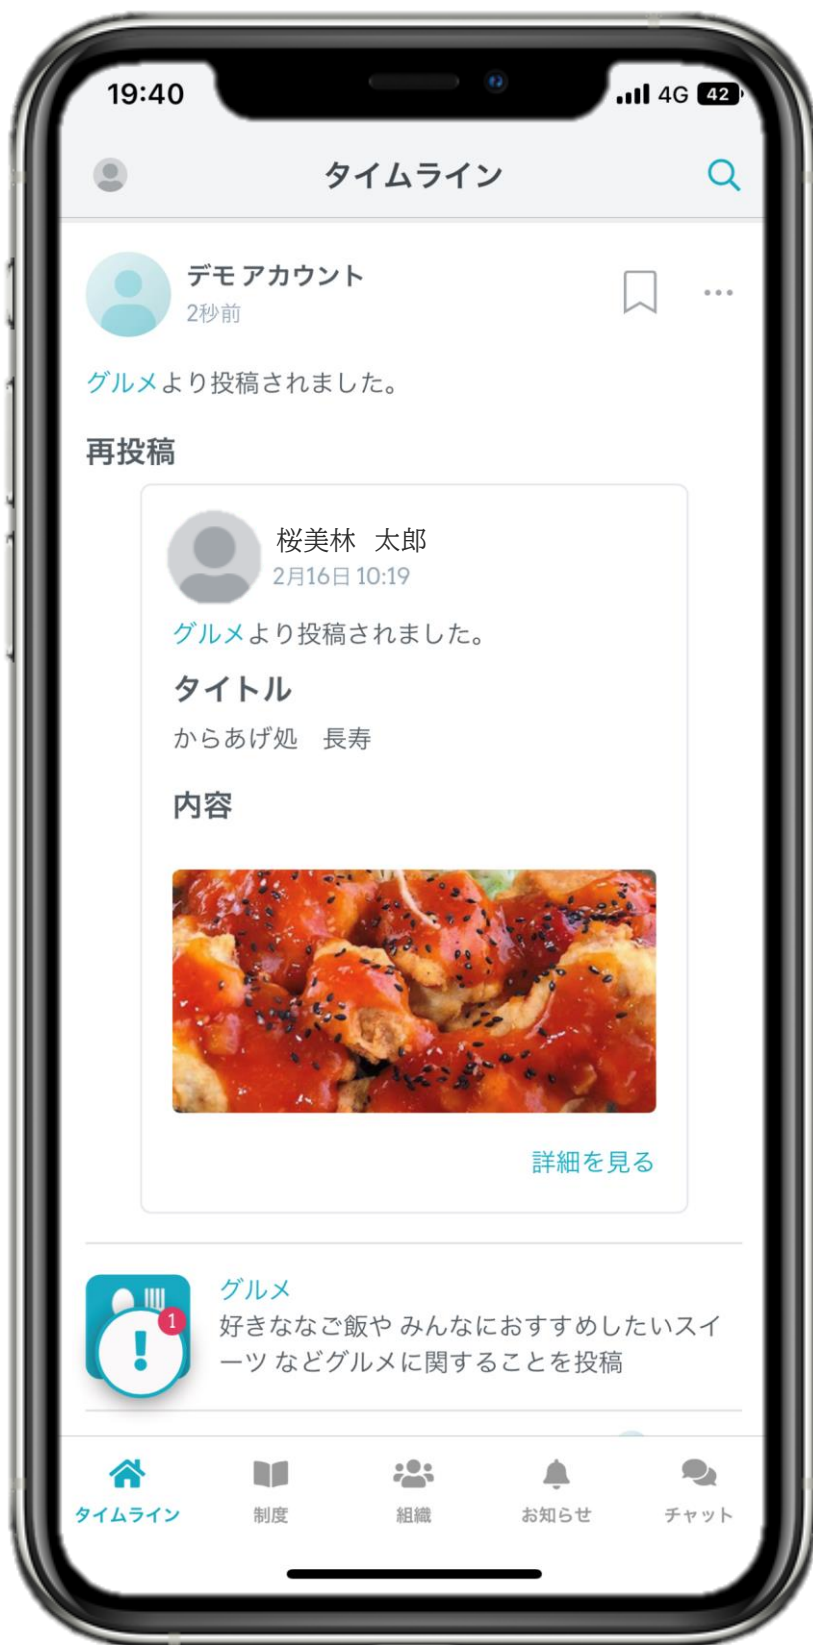 19:40
4G 42
タイムライン
デモ アカウント
2秒前
グルメより投稿されました。
再投稿
桜美林 太郎
2月16日 10:19
グルメより投稿されました。
タイトル
からあげ処 長寿
内容
詳細を見る
グルメ
1
!
好きななご飯や みんなにおすすめしたいスイ
ーツ などグルメに関することを投稿
タイムライン
制度
組織
お知らせ
チャット